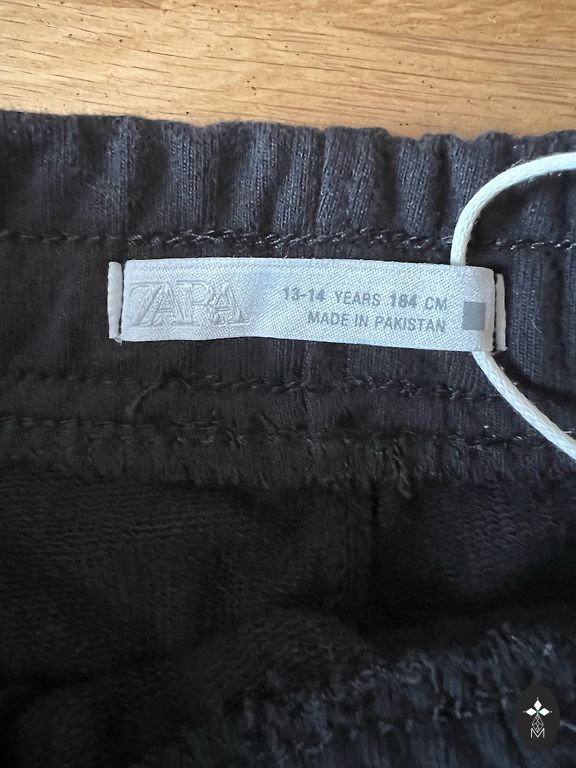 ZARA
13-14 YEARS 164 CM
MADE IN PAKISTAN
M